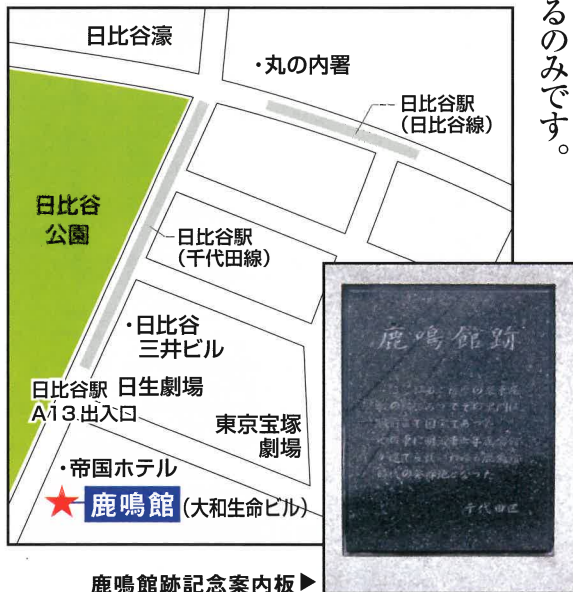 るのみです。
日比谷濠
・丸の内署
日比谷駅
(日比谷線)
日比谷
公園
日比谷駅
(千代田線)
・日比谷
三井ビル
日比谷駅
A13出入口
日生劇場
東京宝塚
劇場
・帝国ホテル
鹿鳴館(大和生命ビル)
鹿鳴館跡
千代田区
鹿鳴館跡記念案内板▶